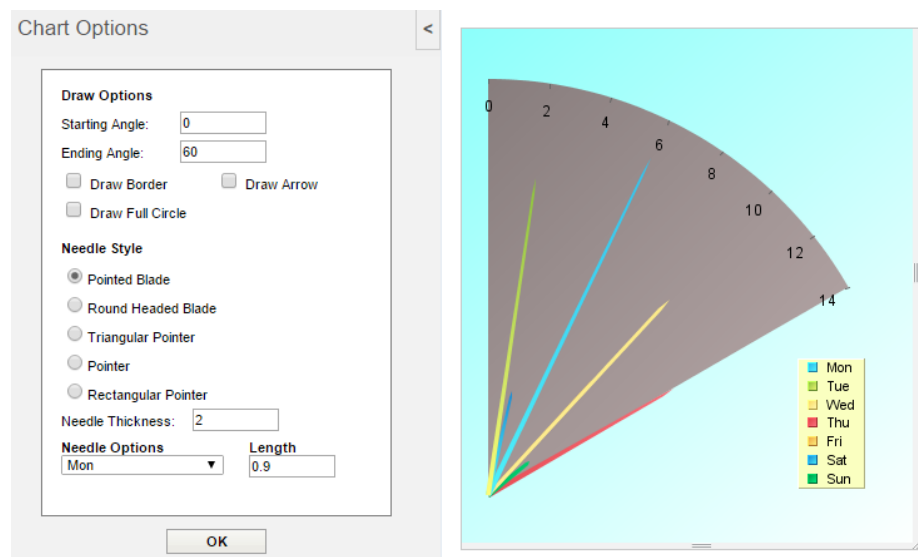 Chart Options
<
Draw Options
Starting Angle: 0
Ending Angle: 60
Draw Border Draw Arrow
Draw Full Circle
Needle Style
Pointed Blade
Round Headed Blade
Triangular Pointer
Pointer
Rectangular Pointer
Needle Thickness: 2
Needle Options Length
Mon 0.9
OK
0
2
4
6
8
10
12
14
Mon
Tue
Wed
Thu
Fri
Sat
Sun